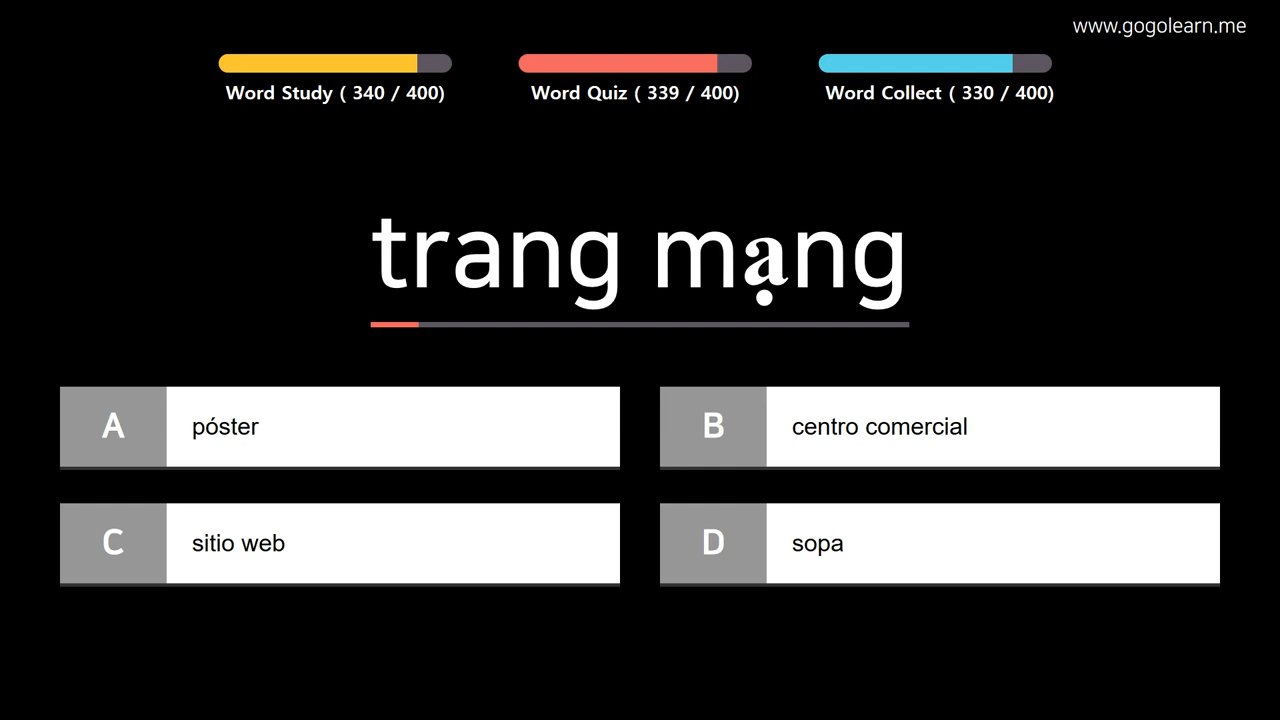 www.gogolearn.me
Word Study ( 340 / 400)
Word Quiz ( 339 / 400)
Word Collect ( 330 / 400)
trang mạng
A póster
B centro comercial
C sitio web
D sopa